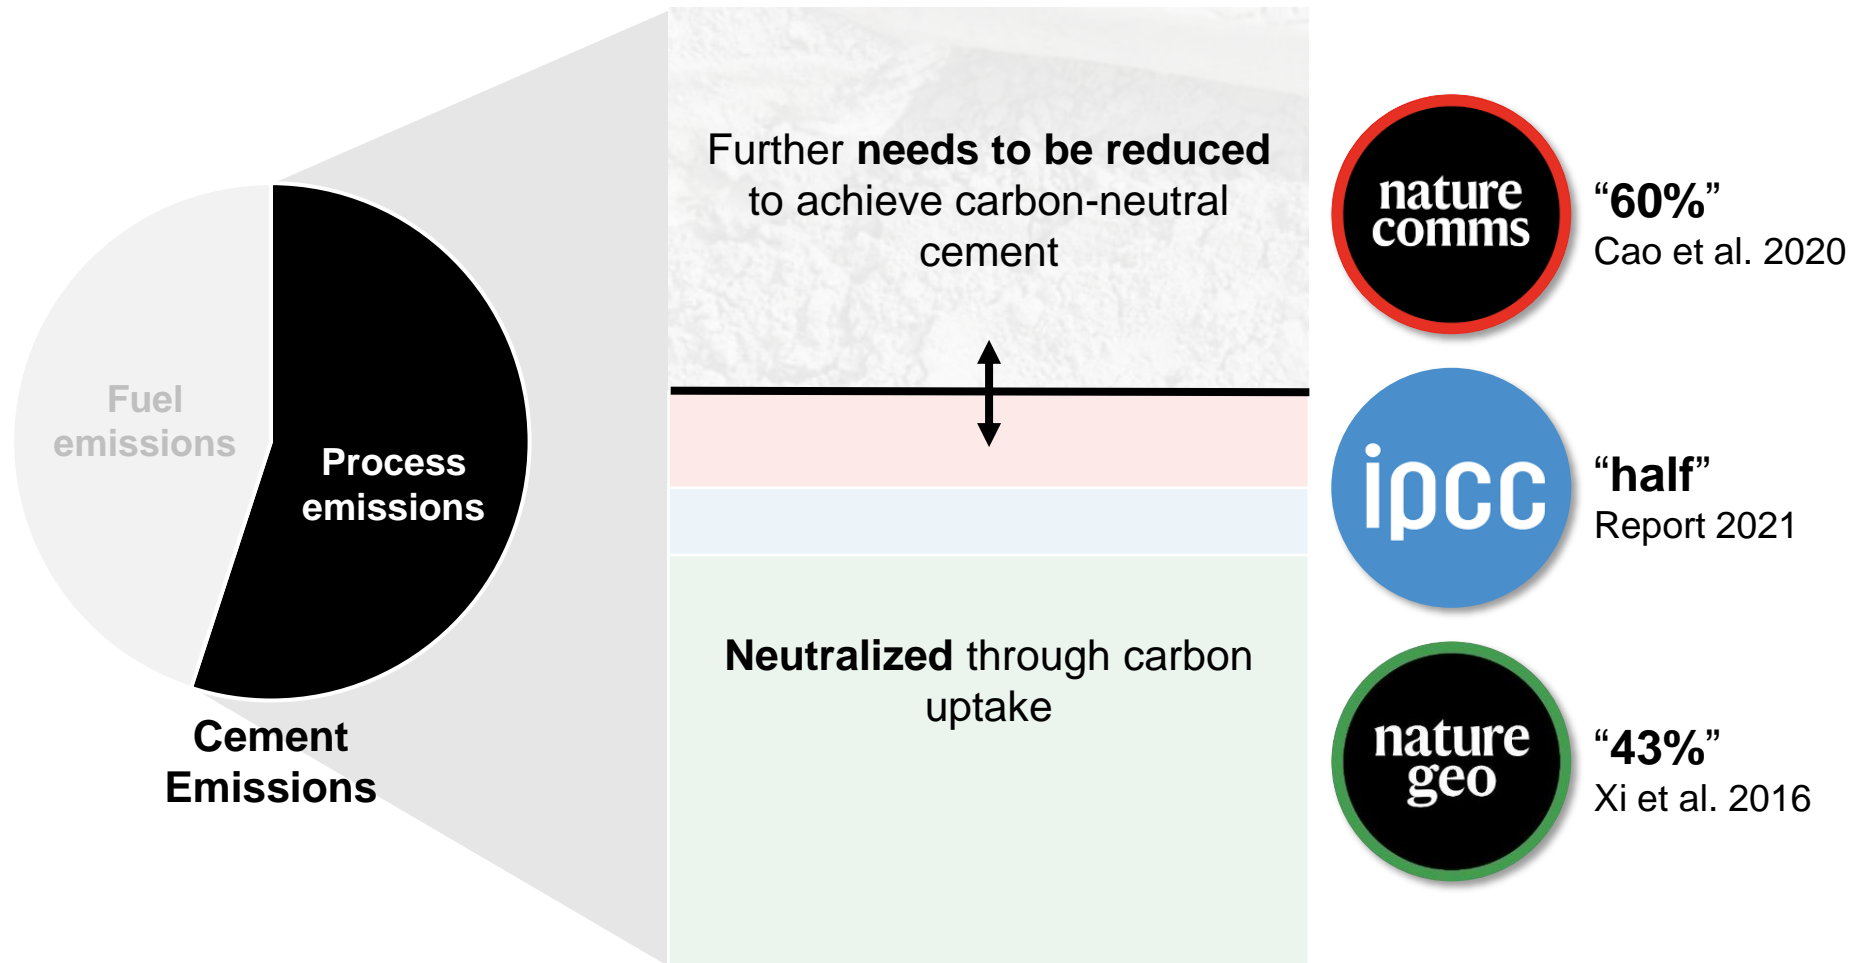 Fuel
emissions
Process
emissions
Cement
Emissions
Further needs to be reduced
to achieve carbon-neutral
cement
Neutralized through carbon
uptake
nature
comms
“60%”
Cao et al. 2020
ipcc
“half”
Report 2021
nature
geo
“43%”
Xi et al. 2016